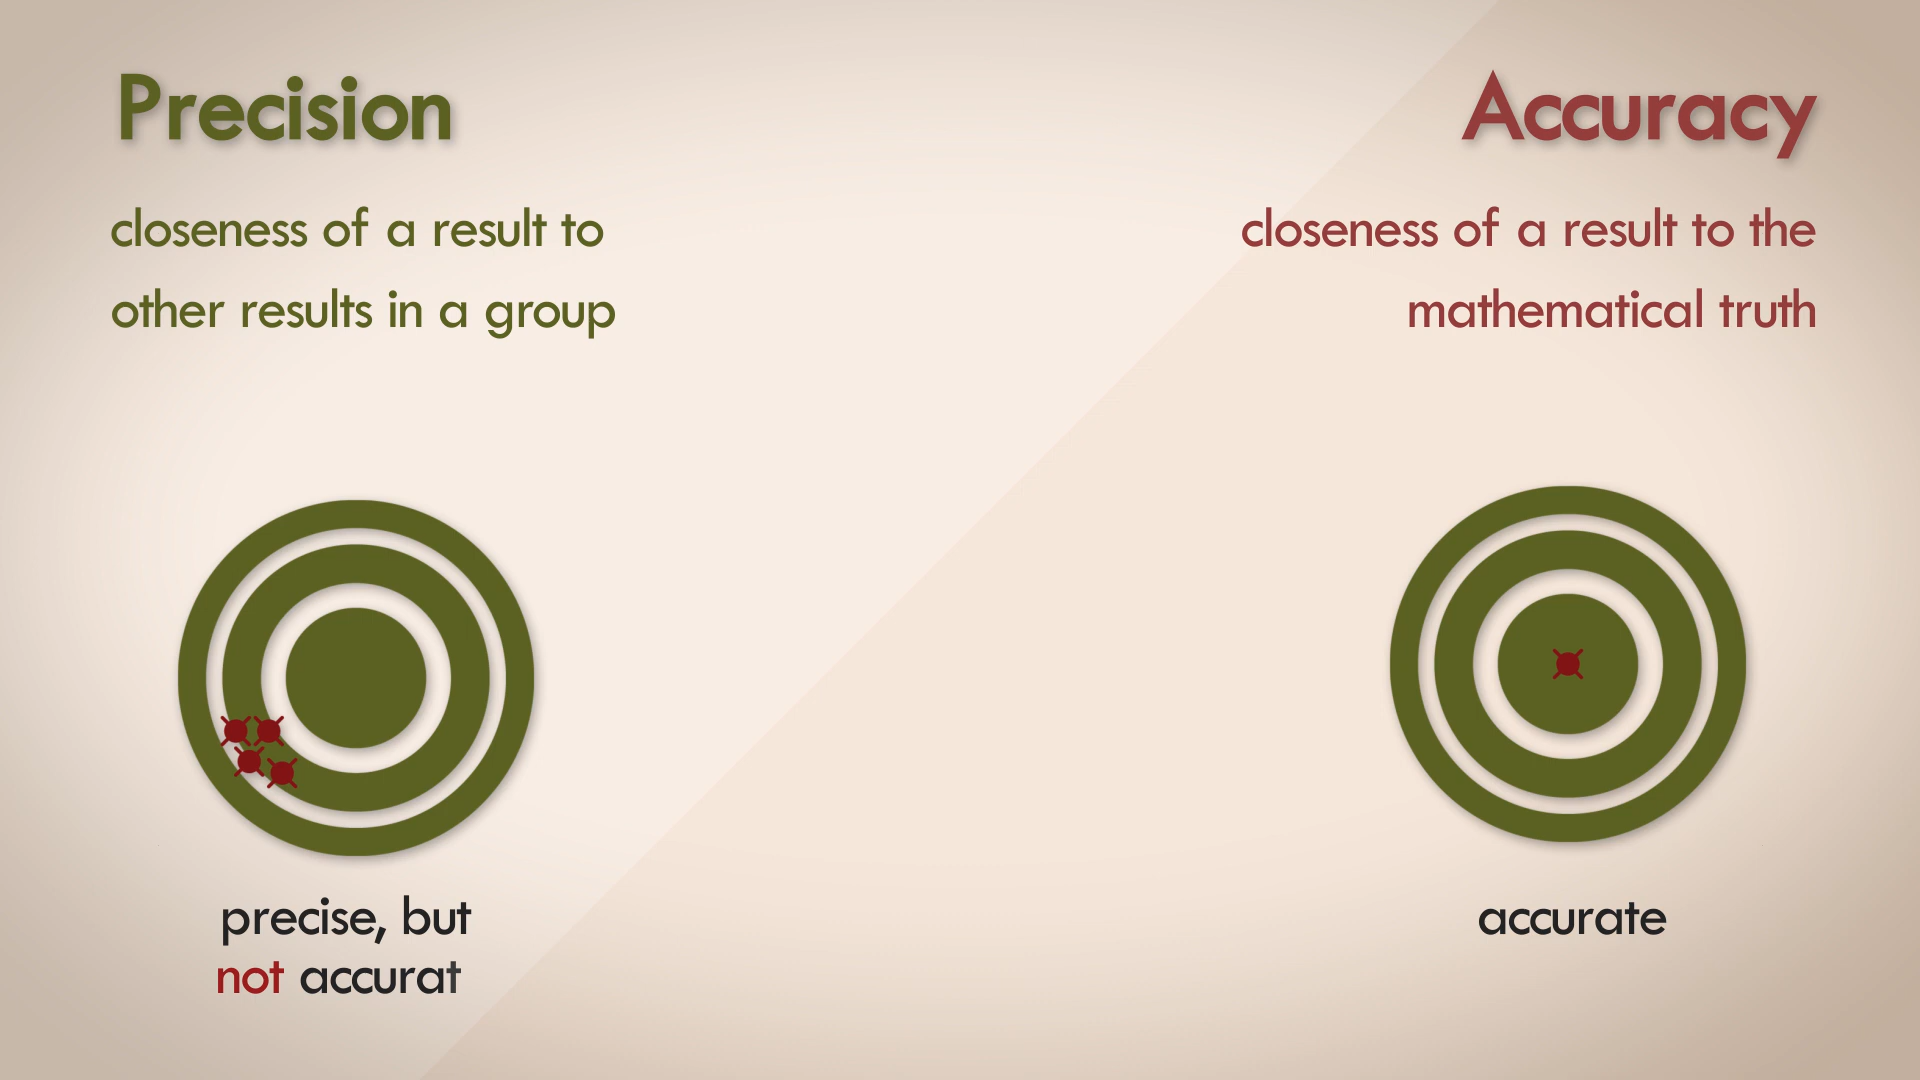 Precision
closeness of a result to
other results in a group
precise, but
not accurat
Accuracy
closeness of a result to the
mathematical truth
accurate